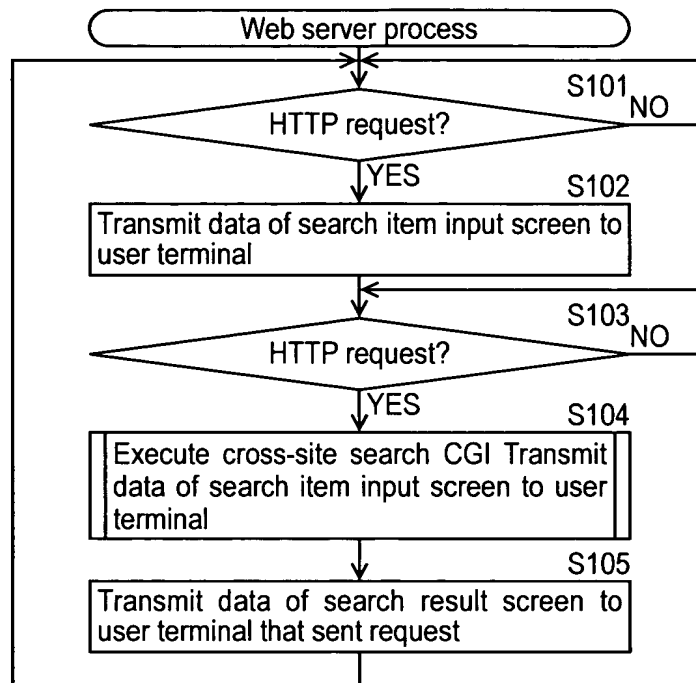 Web server process
S101
HTTP request?
NO
YES
S102
Transmit data of search item input screen to
user terminal
S103
HTTP request?
NO
YES
S104
Execute cross-site search CGI Transmit
data of search item input screen to user
terminal
S105
Transmit data of search result screen to
user terminal that sent request